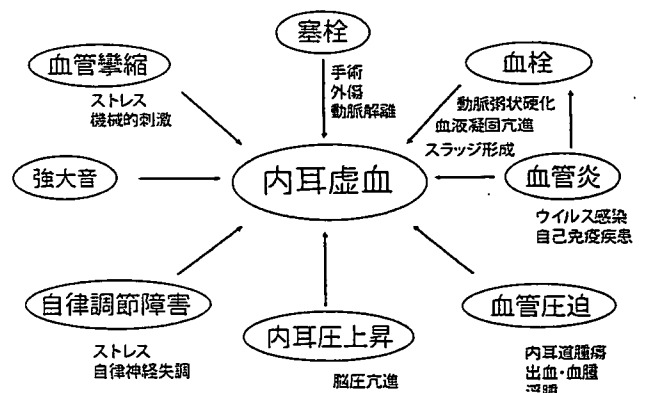 塞栓
手術
外傷
動脈解離
血管攣縮
ストレス
機械的刺激
血栓
動脈粥状硬化
血液凝固亢進
スラッジ形成
強大音
内耳虚血
血管炎
ウイルス感染
自己免疫疾患
自律調節障害
ストレス
自律神経失調
内耳圧上昇
脳圧亢進
血管圧迫
内耳道腫瘍
出血・血腫
浮腫